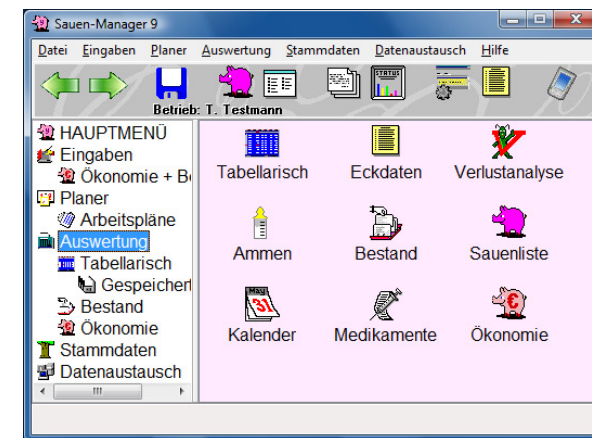 Sauen-Manager 9
Datei Eingaben Planer Auswertung Stammdaten Datenaustausch Hilfe
STATUS
Betrieb: T. Testmann
HAUPTMENÜ
Eingaben
Ökonomie + Be
Planer
Arbeitspläne
Auswertung
Tabellarisch
Gespeichert
Bestand
Ökonomie
Stammdaten
Datenaustausch
Tabellarisch Eckdaten Verlustanalyse
Ammen Bestand Sauenliste
May
31
Kalender Medikamente Ökonomie